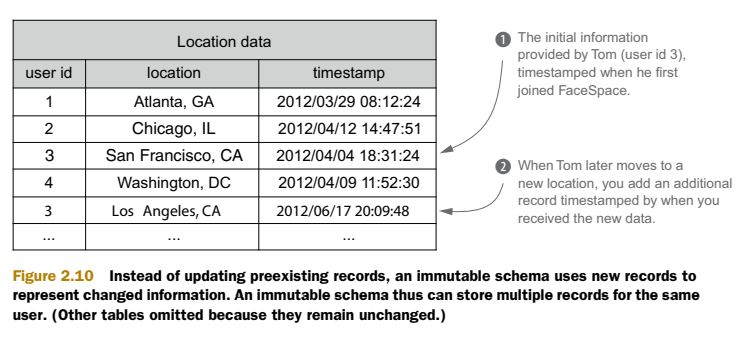 Location data
user id location timestamp
1 Atlanta, GA 2012/03/29 08:12:24
2 Chicago, IL 2012/04/12 14:47:51
3 San Francisco, CA 2012/04/04 18:31:24
4 Washington, DC 2012/04/09 11:52:30
3 Los Angeles, CA 2012/06/17 20:09:48
... ... ...
1 The initial information
provided by Tom (user id 3),
timestamped when he first
joined FaceSpace.
2 When Tom later moves to a
new location, you add an additional
record timestamped by when you
received the new data.
Figure 2.10 Instead of updating preexisting records, an immutable schema uses new records to
represent changed information. An immutable schema thus can store multiple records for the same
user. (Other tables omitted because they remain unchanged.)